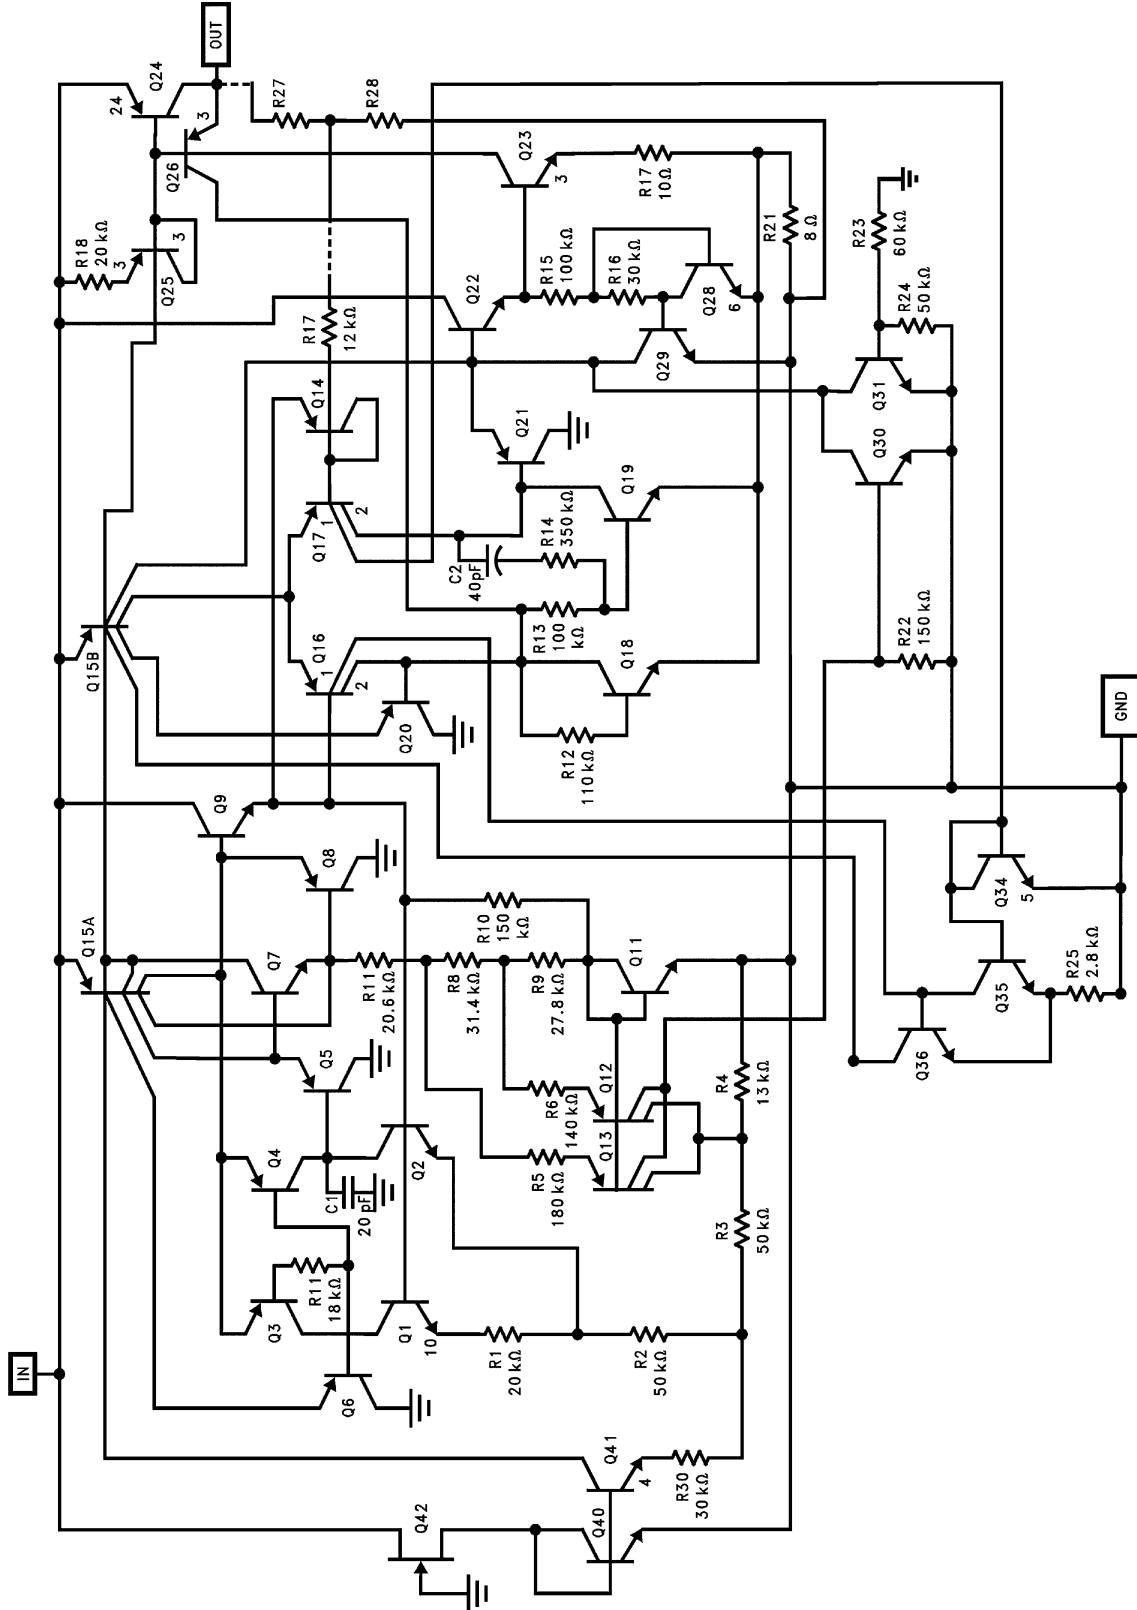 IN
Q15A
Q15B
R18
20 kΩ
3
24
Q24
Q25
3
Q26
3
OUT
Q9
Q3
Q4
Q7
R27
R11
18 kΩ
Q5
Q8
Q16
1
2
Q17
1
2
Q14
R17
12 kΩ
C1
20 pF
Q6
R11
20.6 kΩ
R28
Q1
10
Q2
Q20
Q42
R8
31.4 kΩ
C2
40pF
Q22
R1
20 kΩ
R10
150
kΩ
Q21
Q23
3
R5
180 kΩ
R6
140 kΩ
R9
27.8 kΩ
R12
110 kΩ
R13
100
kΩ
R14
350 kΩ
R15
100 kΩ
Q40
Q41
4
Q13
Q12
Q11
Q18
Q19
R16
30 kΩ
R2
50 kΩ
Q29
R17
10 Ω
R30
30 kΩ
Q28
6
R3
50 kΩ
R4
13 kΩ
R21
8 Ω
Q30
Q31
R22
150 kΩ
R23
60 kΩ
R24
50 kΩ
Q36
Q35
Q34
5
R25
2.8 kΩ
GND